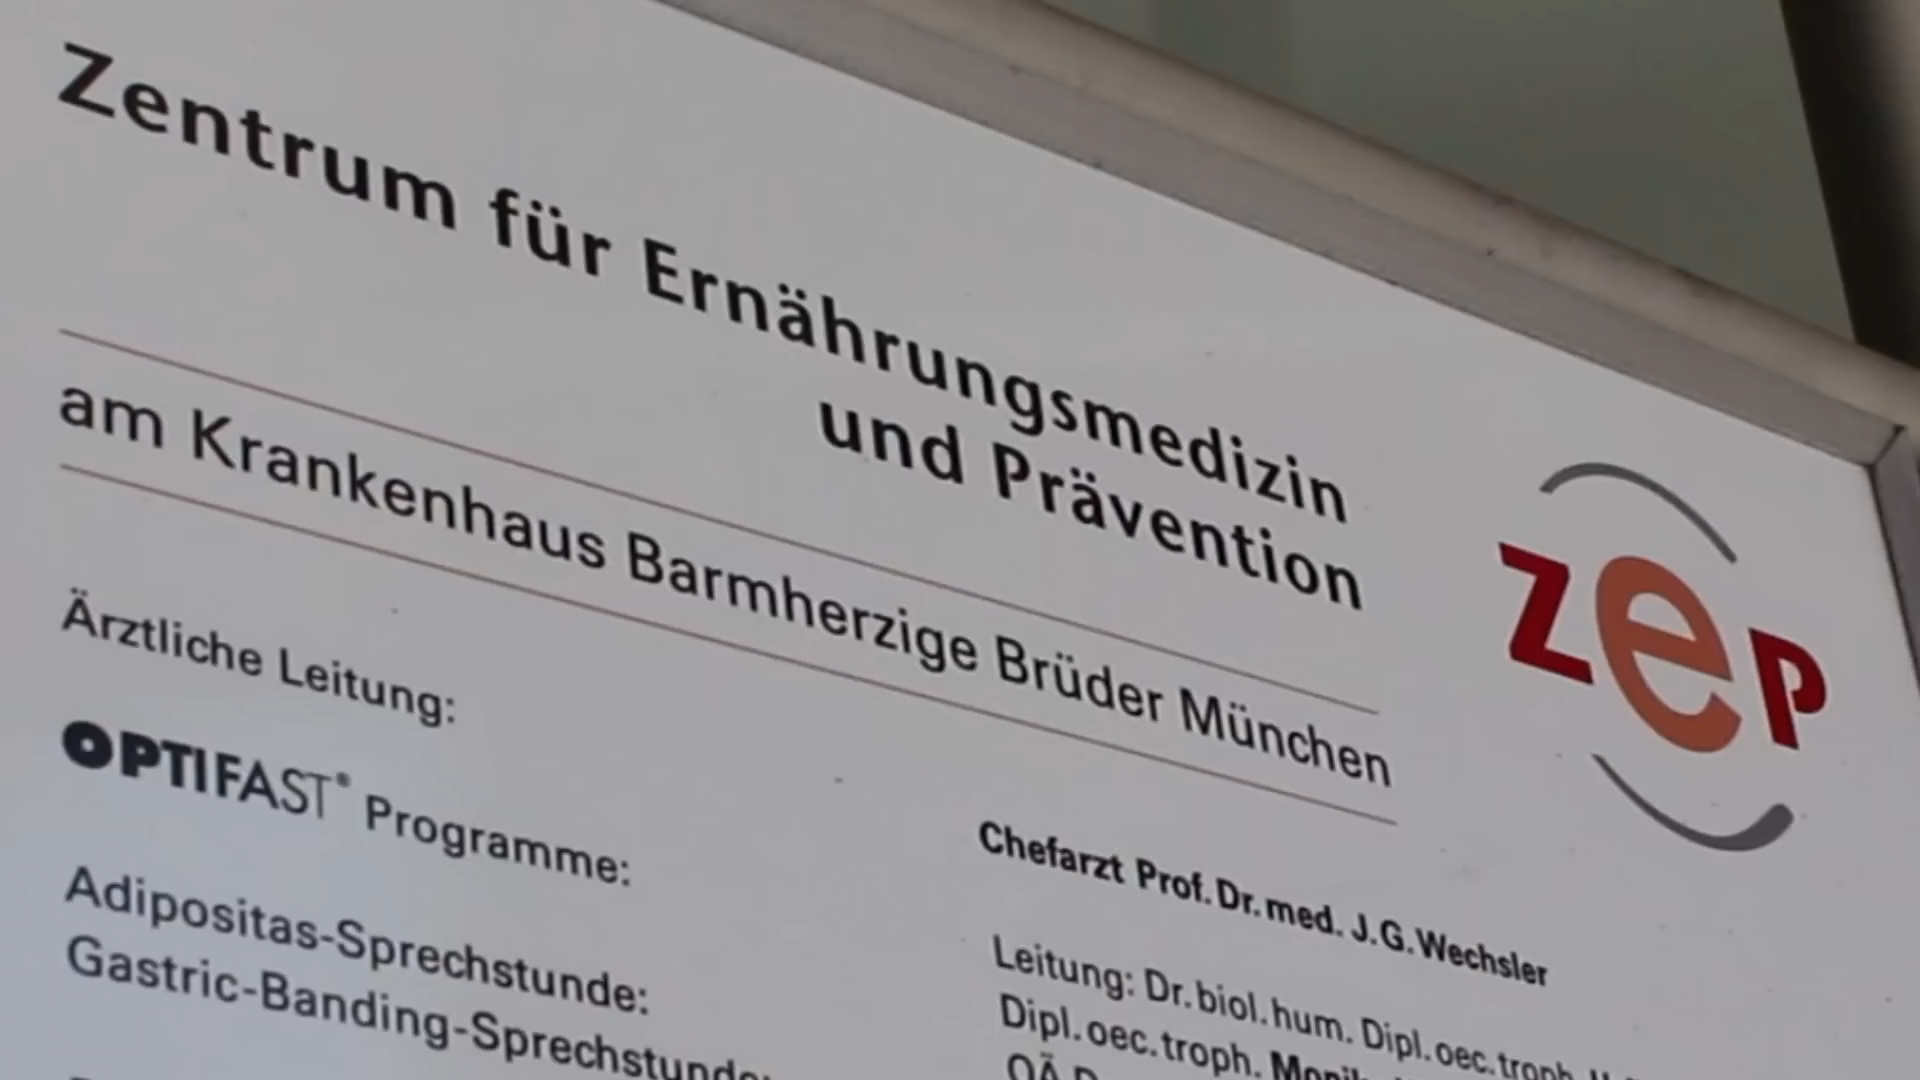 Zentrum für Ernährungsmedizin
und Prävention
zep
am Krankenhaus Barmherzige Brüder München
Ärztliche Leitung:
Chefarzt Prof. Dr. med. J.G. Wechsler
OPTIFAST® Programme:
Leitung: Dr. biol. hum. Dipl. oec. troph.
Adipositas-Sprechstunde:
Dipl. oec. troph.
Gastric-Banding-Sprechstunde:
OÄ